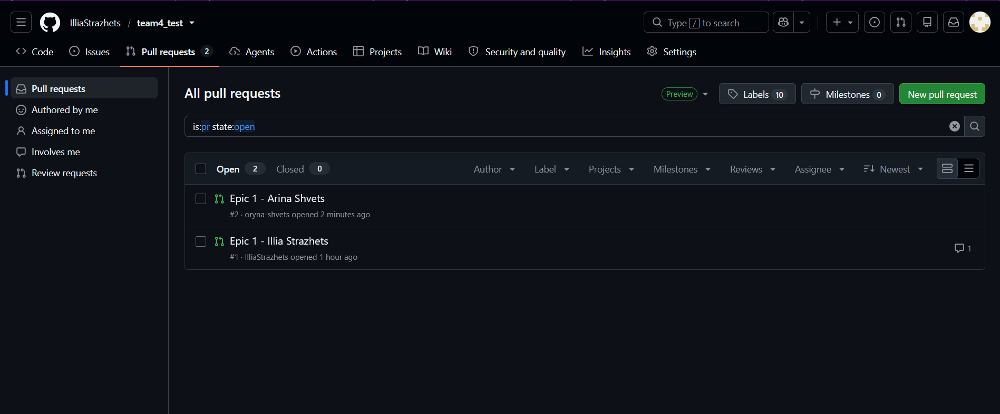 IlliaStrazhets / team4_test
Type / to search
Code Issues Pull requests 2 Agents Actions Projects Wiki Security and quality Insights Settings
Pull requests
Authored by me
Assigned to me
Involves me
Review requests
All pull requests
Preview Labels 10 Milestones 0 New pull request
is:pr state:open
Open 2 Closed 0 Author Label Projects Milestones Reviews Assignee Newest
Epic 1 - Arina Shvets
#2 · oryna-shvets opened 2 minutes ago
Epic 1 - Illia Strazhets
#1 · IlliaStrazhets opened 1 hour ago
1